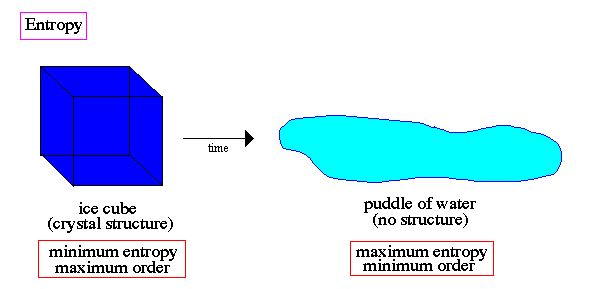 Entropy
time
ice cube
(crystal structure)
minimum entropy
maximum order
puddle of water
(no structure)
maximum entropy
minimum order